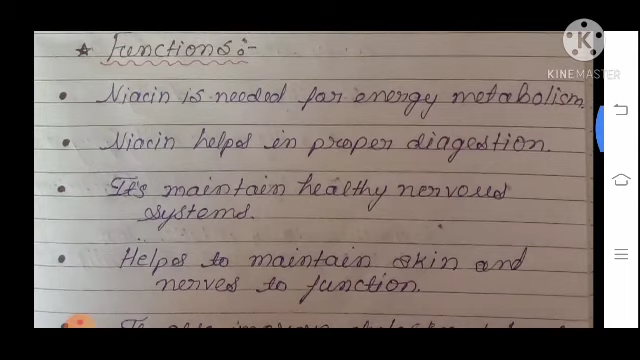 ★ Functions:-
• Niacin is needed for energy metabolism.
• Niacin helps in proper diagestion.
• It's maintain healthy nervous
systems.
• Helps to maintain skin and
nerves to function.
KINEMASTER